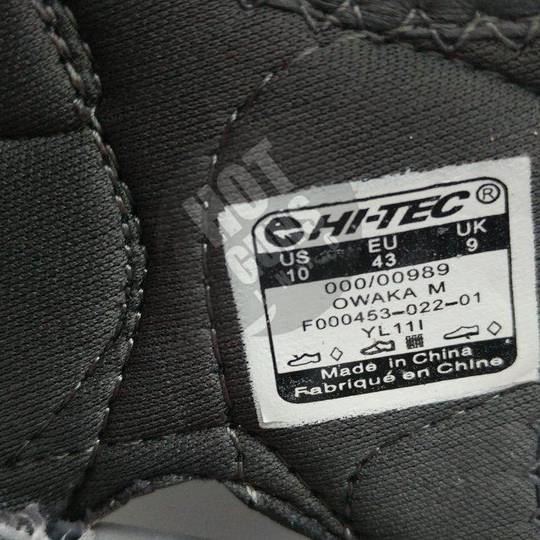 HI-TEC®
US EU UK
10 43 9
000/00989
OWAKA M
F000453-022-01
YL11I
Made in China
Fabriqué en Chine
HOT